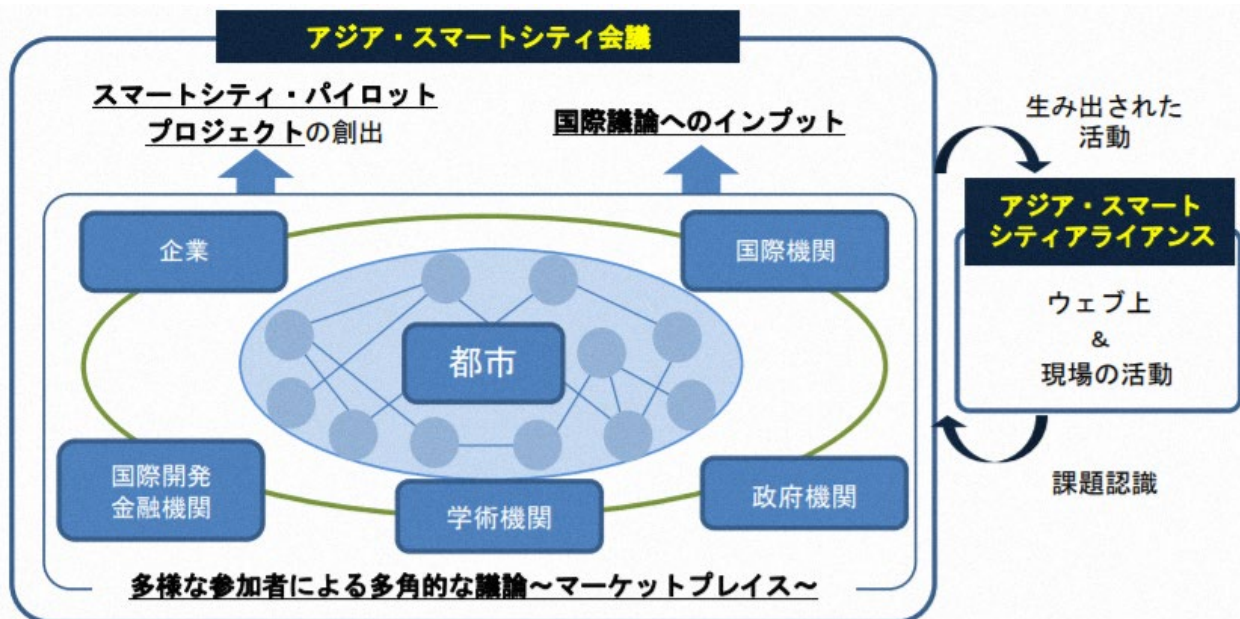 アジア・スマートシティ会議
スマートシティ・パイロット
プロジェクトの創出
国際議論へのインプット
生み出された
活動
アジア・スマート
シティアライアンス
ウェブ上
&
現場の活動
課題認識
企業
国際機関
都市
国際開発
金融機関
学術機関
政府機関
多様な参加者による多角的な議論～マーケットプレイス～